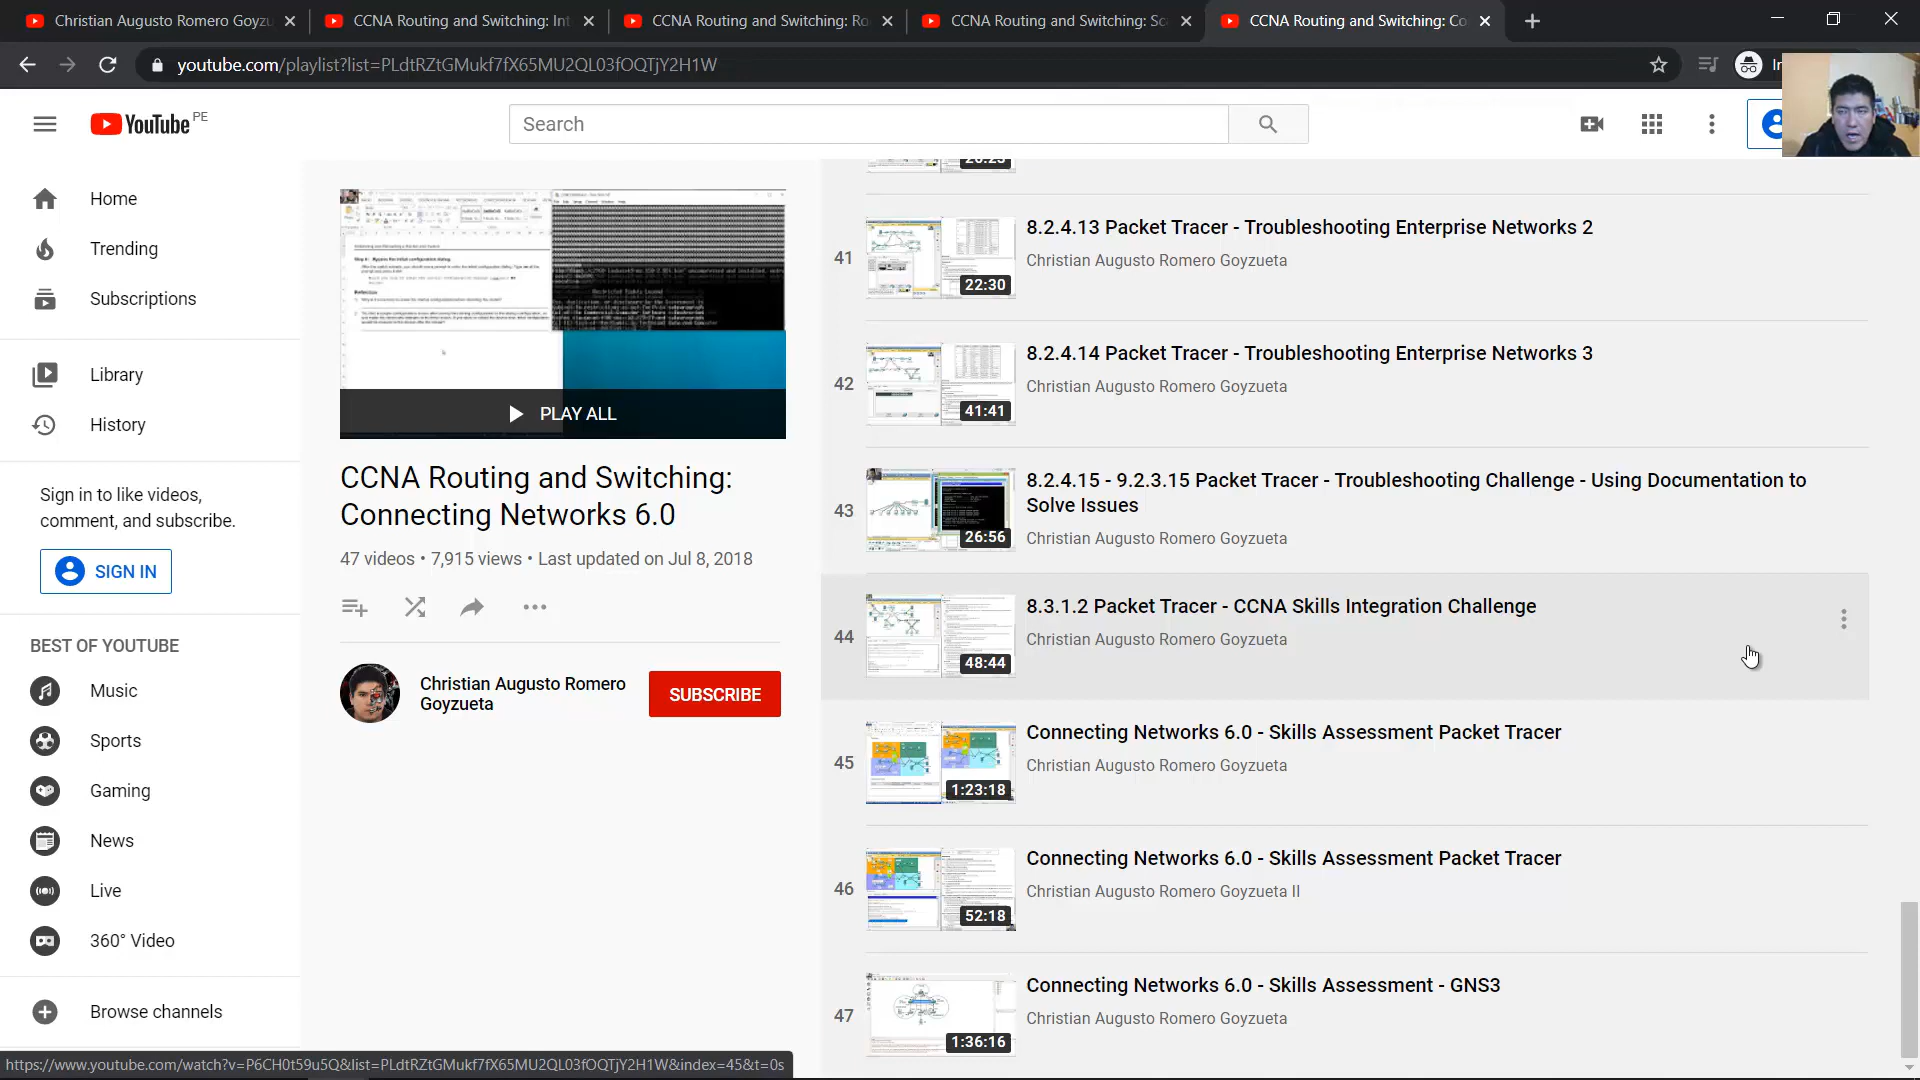 Christian Augusto Romero Goyzu
CCNA Routing and Switching: Int
CCNA Routing and Switching: Ro
CCNA Routing and Switching: Sc
CCNA Routing and Switching: Co
youtube.com/playlist?list=PLdtRZtGMukf7fX65MU2QL03fOQTjY2H1W
In
YouTube PE
Search
Home
Trending
Subscriptions
Library
History
Sign in to like videos,
comment, and subscribe.
SIGN IN
BEST OF YOUTUBE
Music
Sports
Gaming
News
Live
360° Video
Browse channels
PLAY ALL
CCNA Routing and Switching:
Connecting Networks 6.0
47 videos • 7,915 views • Last updated on Jul 8, 2018
Christian Augusto Romero
Goyzueta
SUBSCRIBE
41
22:30
8.2.4.13 Packet Tracer - Troubleshooting Enterprise Networks 2
Christian Augusto Romero Goyzueta
42
41:41
8.2.4.14 Packet Tracer - Troubleshooting Enterprise Networks 3
Christian Augusto Romero Goyzueta
43
26:56
8.2.4.15 - 9.2.3.15 Packet Tracer - Troubleshooting Challenge - Using Documentation to
Solve Issues
Christian Augusto Romero Goyzueta
44
48:44
8.3.1.2 Packet Tracer - CCNA Skills Integration Challenge
Christian Augusto Romero Goyzueta
45
1:23:18
Connecting Networks 6.0 - Skills Assessment Packet Tracer
Christian Augusto Romero Goyzueta
46
52:18
Connecting Networks 6.0 - Skills Assessment Packet Tracer
Christian Augusto Romero Goyzueta II
47
1:36:16
Connecting Networks 6.0 - Skills Assessment - GNS3
Christian Augusto Romero Goyzueta
https://www.youtube.com/watch?v=P6CH0t59u5Q&list=PLdtRZtGMukf7fX65MU2QL03fOQTjY2H1W&index=45&t=0s